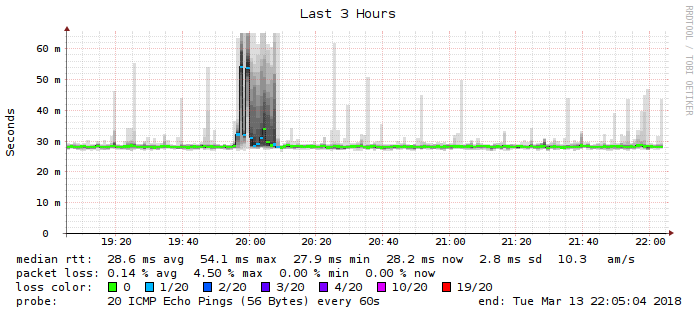 Last 3 Hours
RRDTOOL / TOBI OETIKER
Seconds
60 m
50 m
40 m
30 m
20 m
10 m
0
19:20 19:40 20:00 20:20 20:40 21:00 21:20 21:40 22:00
median rtt: 28.6 ms avg 54.1 ms max 27.9 ms min 28.2 ms now 2.8 ms sd 10.3 am/s
packet loss: 0.14 % avg 4.50 % max 0.00 % min 0.00 % now
loss color: 0 1/20 2/20 3/20 4/20 10/20 19/20
probe: 20 ICMP Echo Pings (56 Bytes) every 60s end: Tue Mar 13 22:05:04 2018